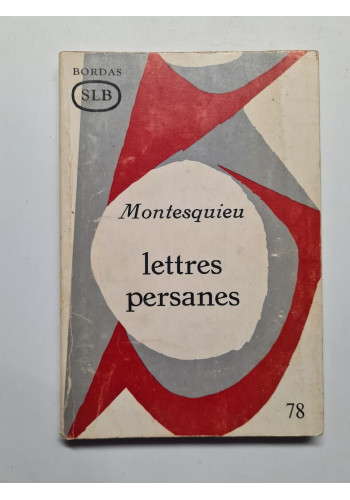 BORDAS
SLB
Montesquieu
lettres
persanes
78